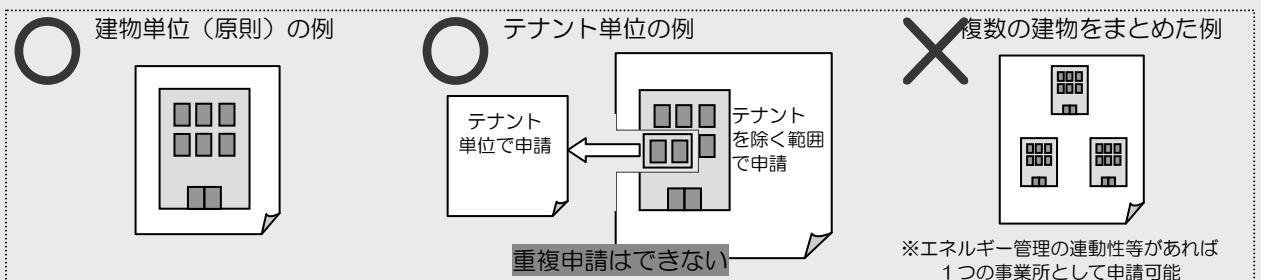 建物単位（原則）の例
テナント単位の例
複数の建物をまとめた例
テナント
単位で申請
テナント
を除く範囲
で申請
重複申請はできない
※エネルギー管理の連動性等があれば
１つの事業所として申請可能